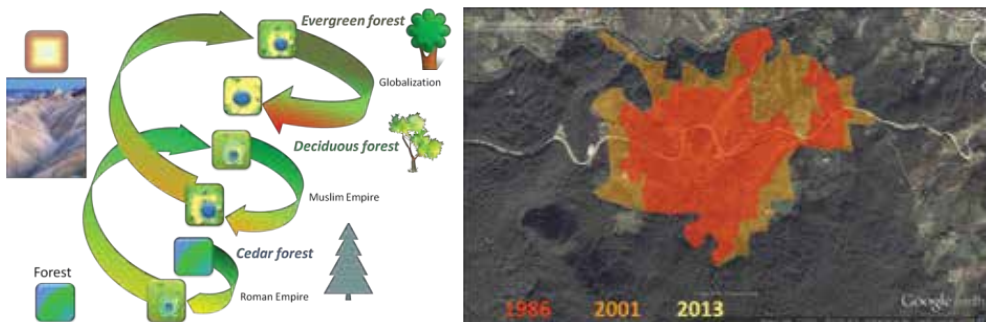 Evergreen forest
Globalization
Deciduous forest
Muslim Empire
Cedar forest
Forest
Roman Empire
1986 2001 2013
Google earth